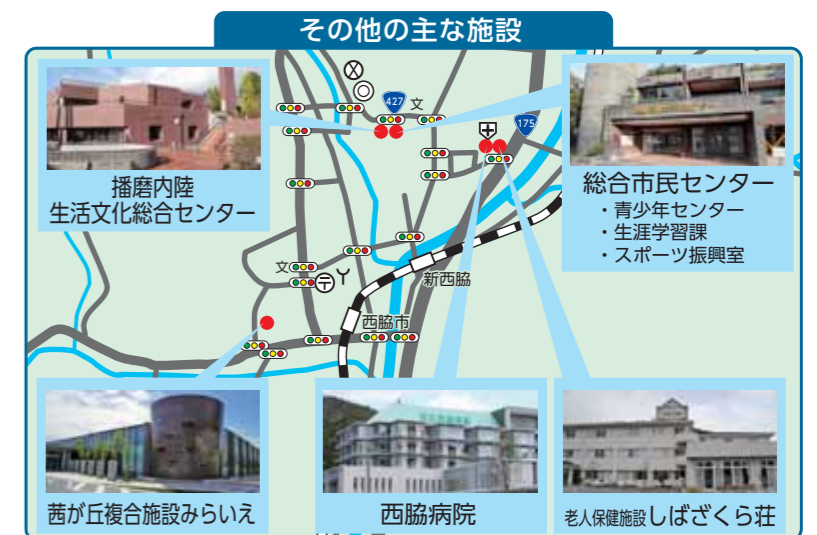 その他の主な施設
427
文
175
播磨内陸
生活文化総合センター
総合市民センター
・青少年センター
・生涯学習課
・スポーツ振興室
文
新西脇
西脇市
茜が丘複合施設みらいえ
西脇病院
老人保健施設しばざくら荘